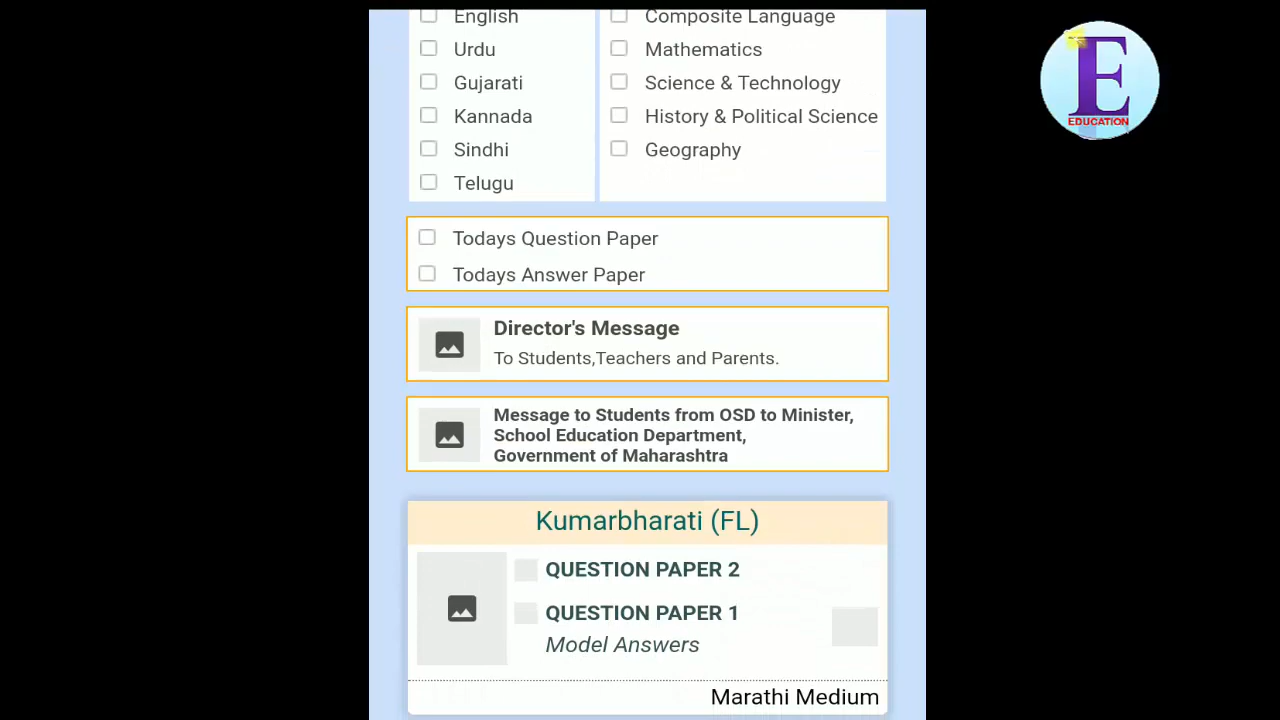 English
Urdu
Gujarati
Kannada
Sindhi
Telugu
Composite Language
Mathematics
Science & Technology
History & Political Science
Geography
Todays Question Paper
Todays Answer Paper
Director's Message
To Students,Teachers and Parents.
Message to Students from OSD to Minister,
School Education Department,
Government of Maharashtra
Kumarbharati (FL)
QUESTION PAPER 2
QUESTION PAPER 1
Model Answers
Marathi Medium
E
EDUCATION